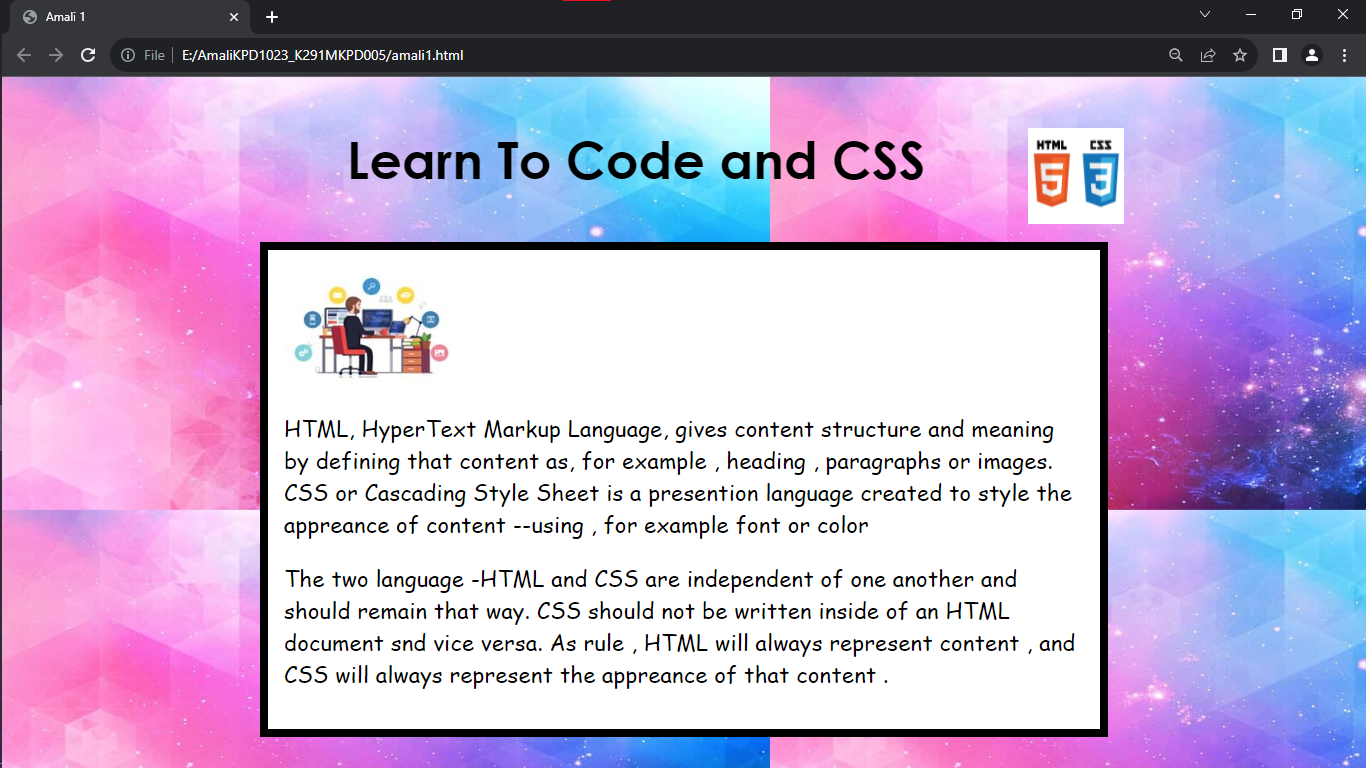 Amali 1
File
E:/AmaliKPD1023_K291MKPD005/amali1.html
Learn To Code and CSS
HTML CSS
5 3
HTML, HyperText Markup Language, gives content structure and meaning
by defining that content as, for example , heading , paragraphs or images.
CSS or Cascading Style Sheet is a presention language created to style the
appreance of content --using , for example font or color
The two language -HTML and CSS are independent of one another and
should remain that way. CSS should not be written inside of an HTML
document snd vice versa. As rule , HTML will always represent content , and
CSS will always represent the appreance of that content .